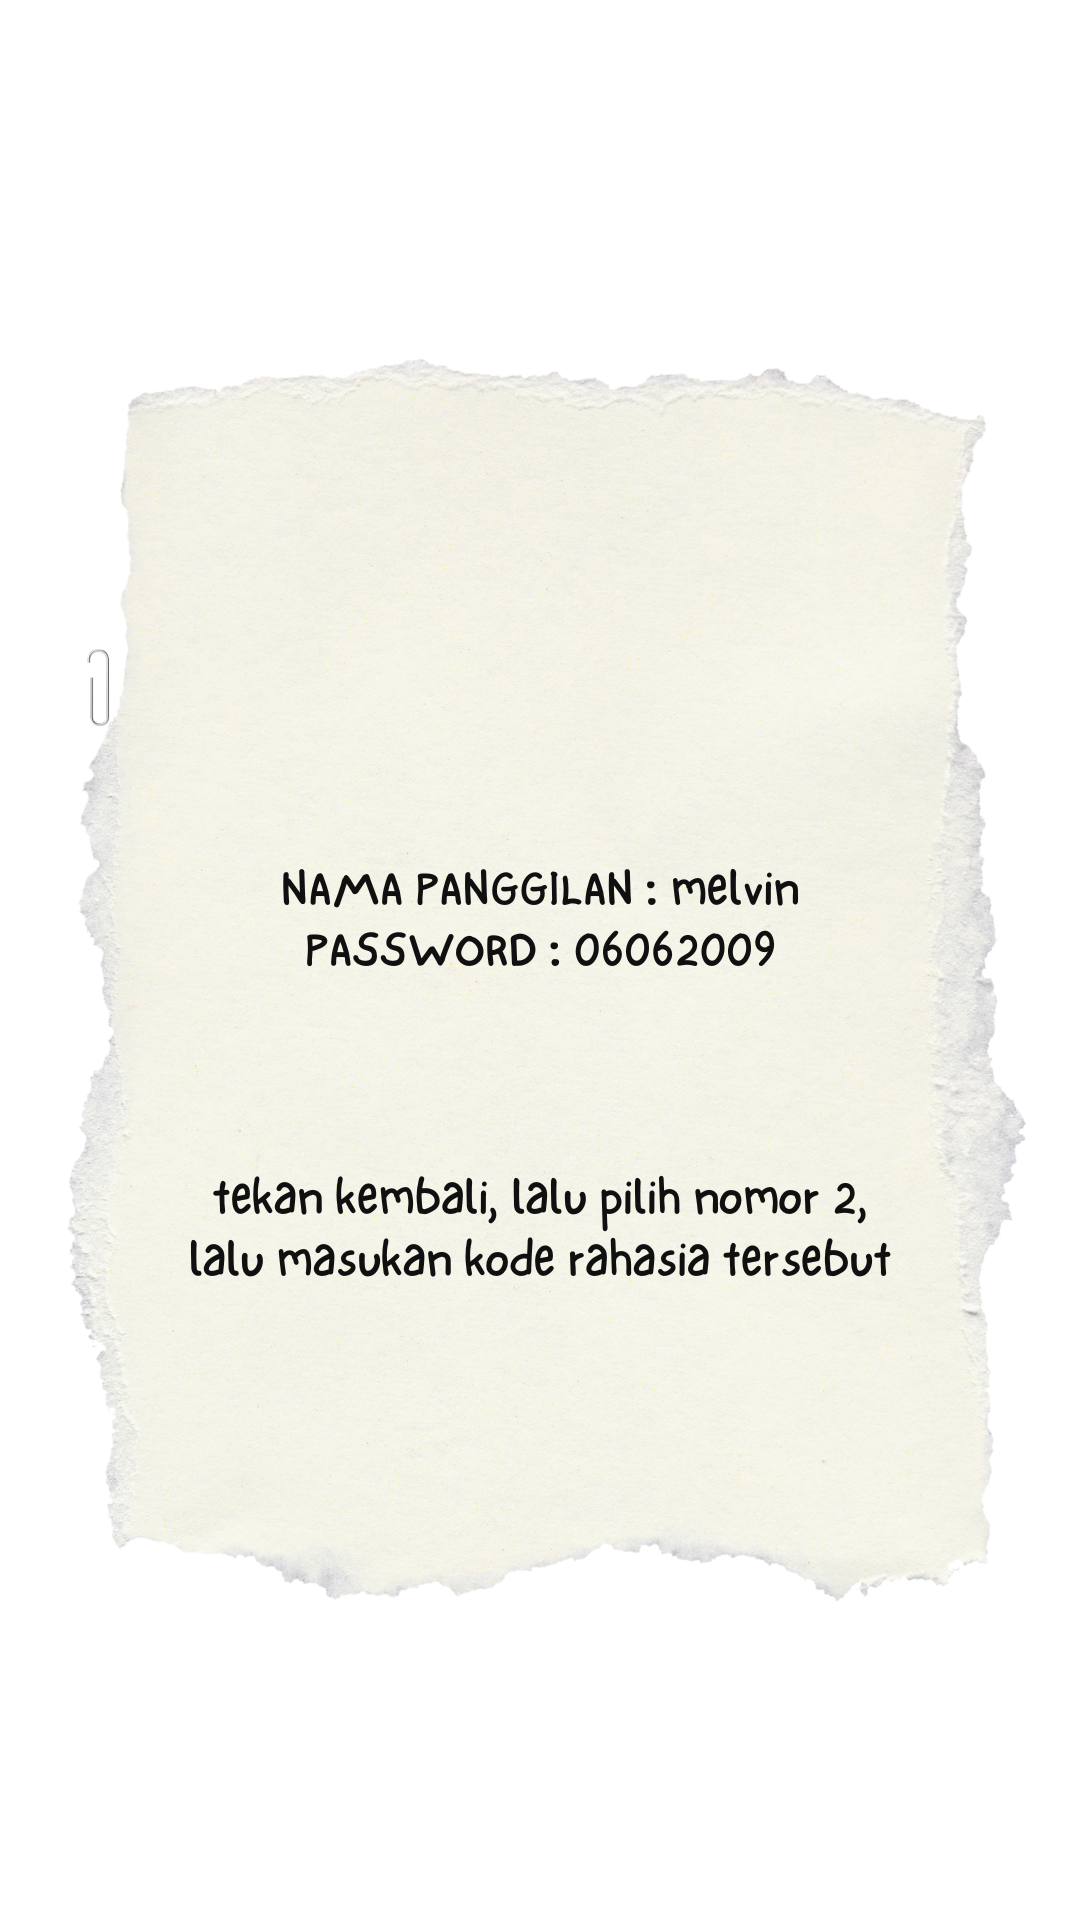 NAMA PANGGILAN : melvin
PASSWORD : 06062009
tekan kembali, lalu pilih nomor 2,
lalu masukan kode rahasia tersebut